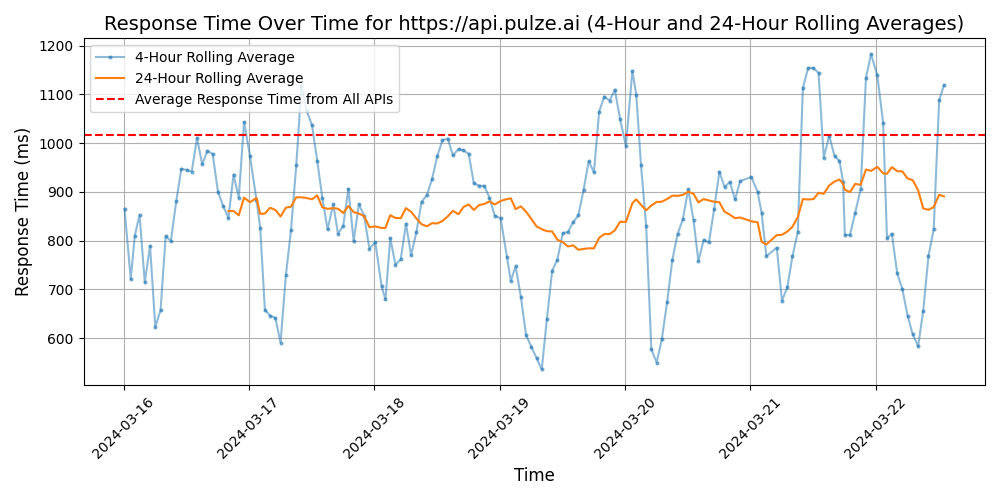 Response Time Over Time for https://api.pulze.ai (4-Hour and 24-Hour Rolling Averages)
4-Hour Rolling Average
24-Hour Rolling Average
Average Response Time from All APIs
Response Time (ms)
1200
1100
1000
900
800
700
600
2024-03-16
2024-03-17
2024-03-18
2024-03-19
2024-03-20
2024-03-21
2024-03-22
Time